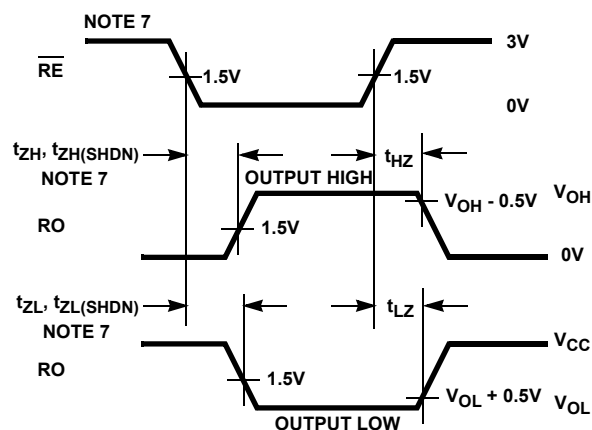 NOTE 7
RE
1.5V
1.5V
3V
0V
tZH, tZH(SHDN)
NOTE 7
tHZ
OUTPUT HIGH
RO
1.5V
VOH - 0.5V
VOH
0V
tZL, tZL(SHDN)
NOTE 7
tLZ
RO
1.5V
VCC
VOL + 0.5V
VOL
OUTPUT LOW